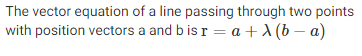 The vector equation of a line passing through two points
with position vectors a and b is r = a + λ (b − a)